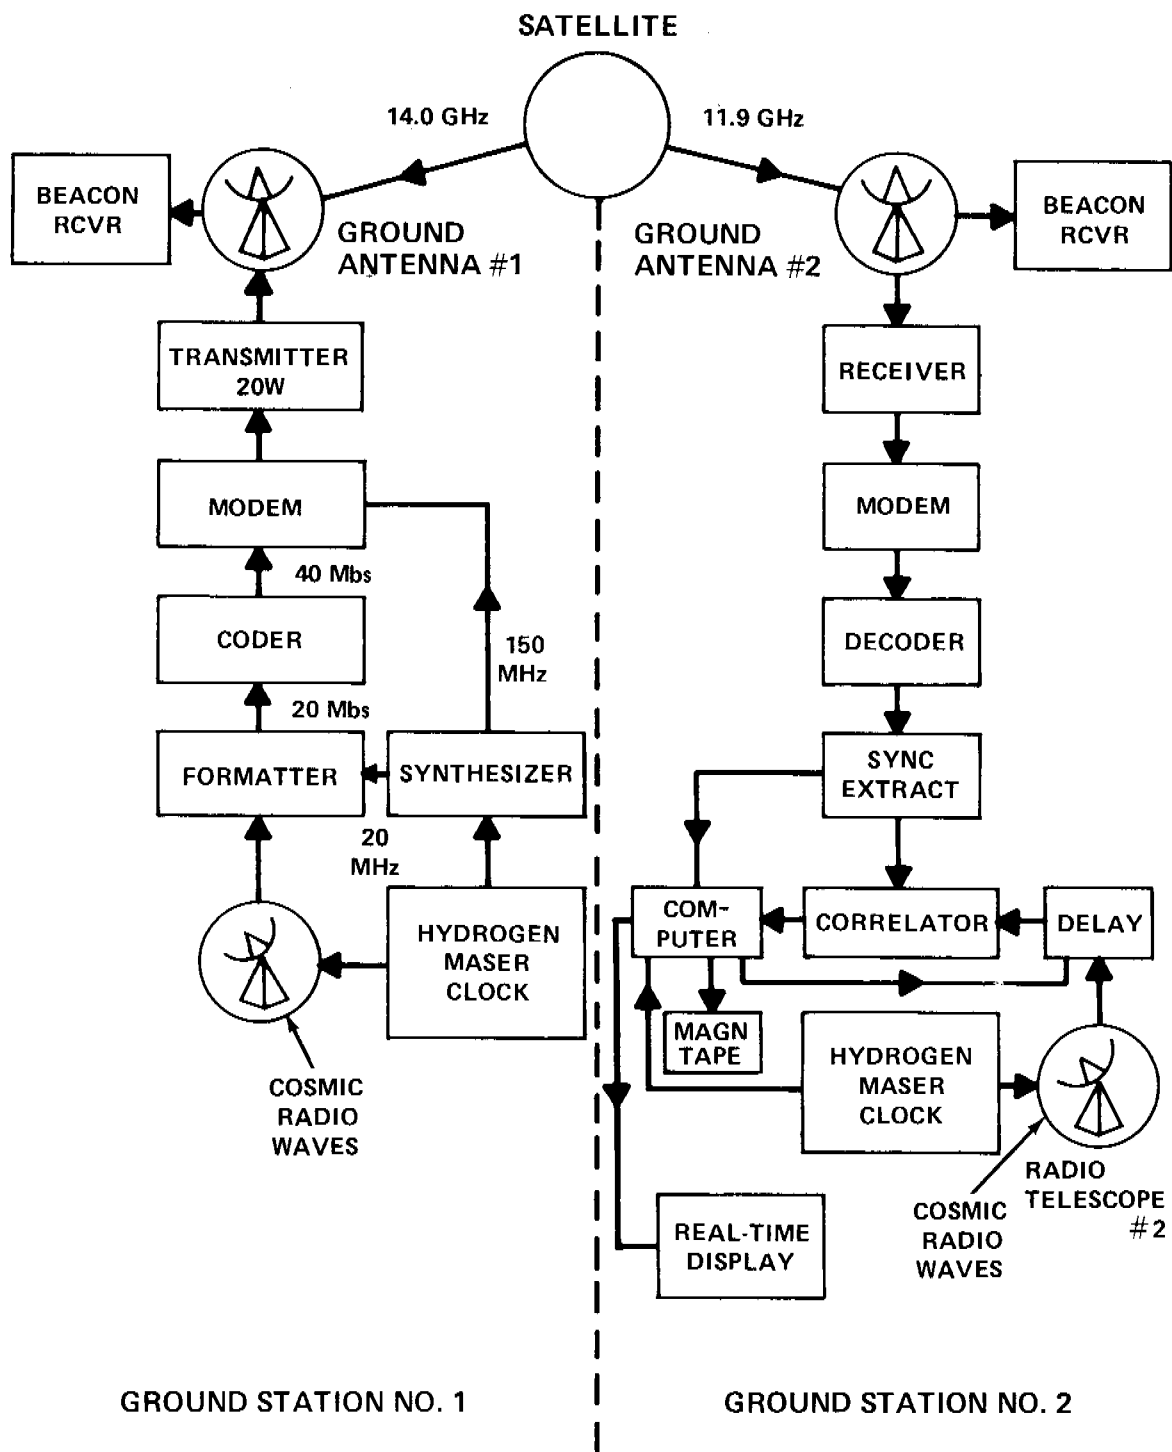 SATELLITE
14.0 GHz
11.9 GHz
BEACON
RCVR
GROUND
ANTENNA #1
GROUND
ANTENNA #2
BEACON
RCVR
TRANSMITTER
20W
MODEM
40 Mbs
CODER
150
MHz
20 Mbs
FORMATTER
SYNTHESIZER
20
MHz
HYDROGEN
MASER
CLOCK
COSMIC
RADIO
WAVES
RECEIVER
MODEM
DECODER
SYNC
EXTRACT
COM-
PUTER
CORRELATOR
DELAY
MAGN
TAPE
HYDROGEN
MASER
CLOCK
RADIO
TELESCOPE
#2
COSMIC
RADIO
WAVES
REAL-TIME
DISPLAY
GROUND STATION NO. 1
GROUND STATION NO. 2